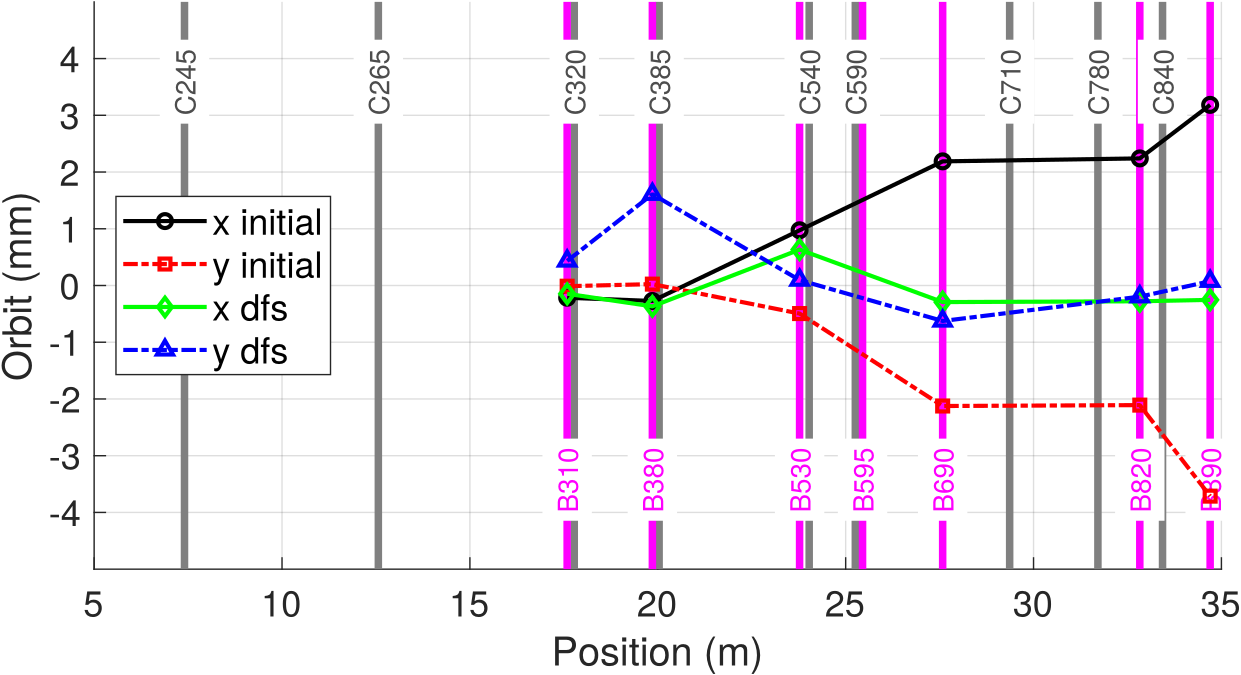 C245
C265
C320
C385
C540
C590
C710
C780
C840
4
3
2
1
0
-1
-2
-3
-4
Orbit (mm)
x initial
y initial
x dfs
y dfs
B310
B380
B530
B595
B690
B820
B890
5
10
15
20
25
30
35
Position (m)